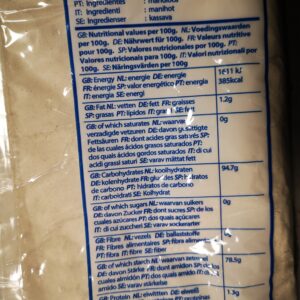 PT: Ingredientes : mandioca
IT: Ingredienti : manihot
SE: Ingredienser : kassava
GB: Nutritional values per 100g. NL: Voedingswaarden
per 100g. DE: Nährwert für 100g. FR: Valeurs nutritive
pour 100g. SP: Valores nutricionales por 100g. PT:
Valores nutricionais por 100g. IT: Valori nutrizionali per
100g. SE: Näringsvärden per 100g
GB: Energy NL: energie DE: energie
FR: énergie SP: valor energético PT: energia
IT: energia SE: energi
385kcal
GB: Fat NL: vetten DE: fett FR: graisses
SP: grasas PT: lípidos IT: grassi SE: fett
1.2g
GB: of which saturates NL: waarvan
verzadigde vetzuren DE: davon gesättigte
Fettsäuren FR: dont acides gras saturés SP:
de las cuales ácidos grasos saturados PT:
dos quais ácidos gordos saturados IT: di cui
acidi grassi saturi SE: varav mättat fett
0g
GB: Carbohydrates NL: koolhydraten
DE: kolenhydraten FR: glucides SP: hidratos
de carbono PT: hidratos de carbono
IT: carboidrati SE: Kolhydrat
94.7g
GB: of which sugars NL: waarvan suikers
DE: davon Zucker FR: dont sucres SP: de los
cuales azúcares PT: dos quais açúcares
IT: di cui zuccheri SE: varav sockerarter
0g
GB: Fibre NL: vezels DE: ballaststoffe
FR: Fibres alimentaires SP: fibra alimentaria
PT: fibra IT: fibre SE: fiber
GB: of which starch NL: waarvan zetmeel
DE: davon Stärke FR: dont amidon SP:
almidón PT: dos quais amido IT: di cui
amido SE: varav stärkelse
78.5g
GB: Protein NL: eiwitten DE: eiweiß
1.3g